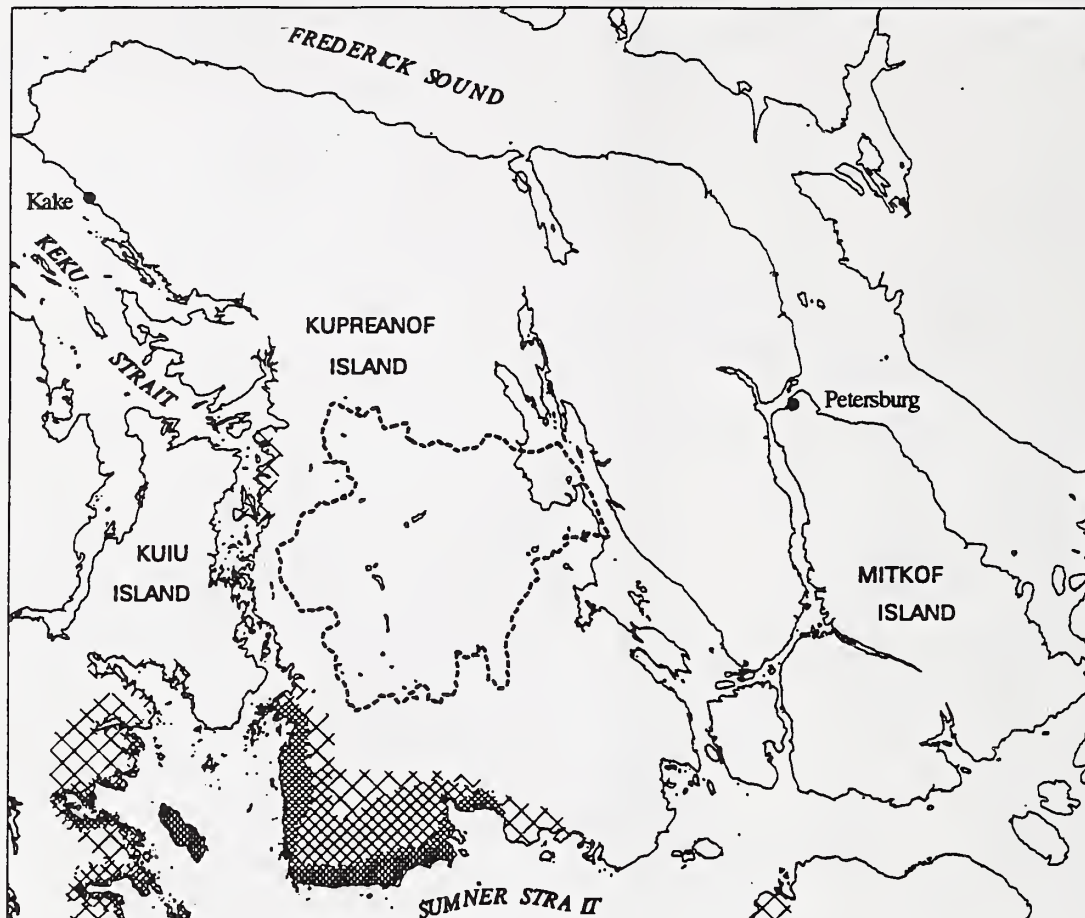 FREDERICK SOUND
Kake
KEKU
STRAIT
KUPREANOF
ISLAND
Petersburg
KUIU
ISLAND
MITKOF
ISLAND
SUMNER STRAIT